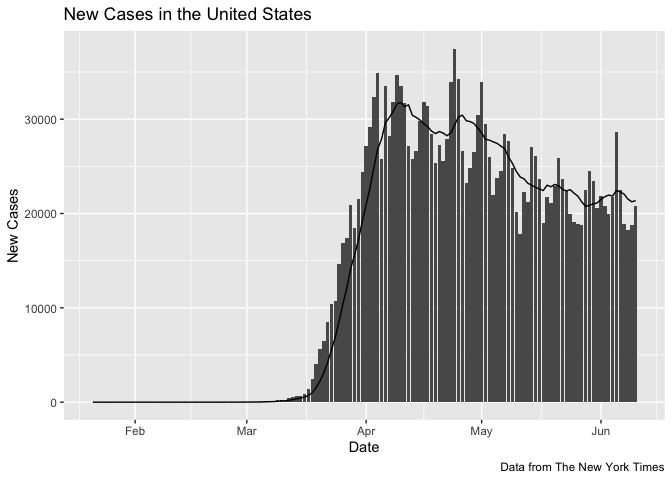 New Cases in the United States
New Cases
30000
20000
10000
0
Feb Mar Apr May Jun
Date
Data from The New York Times